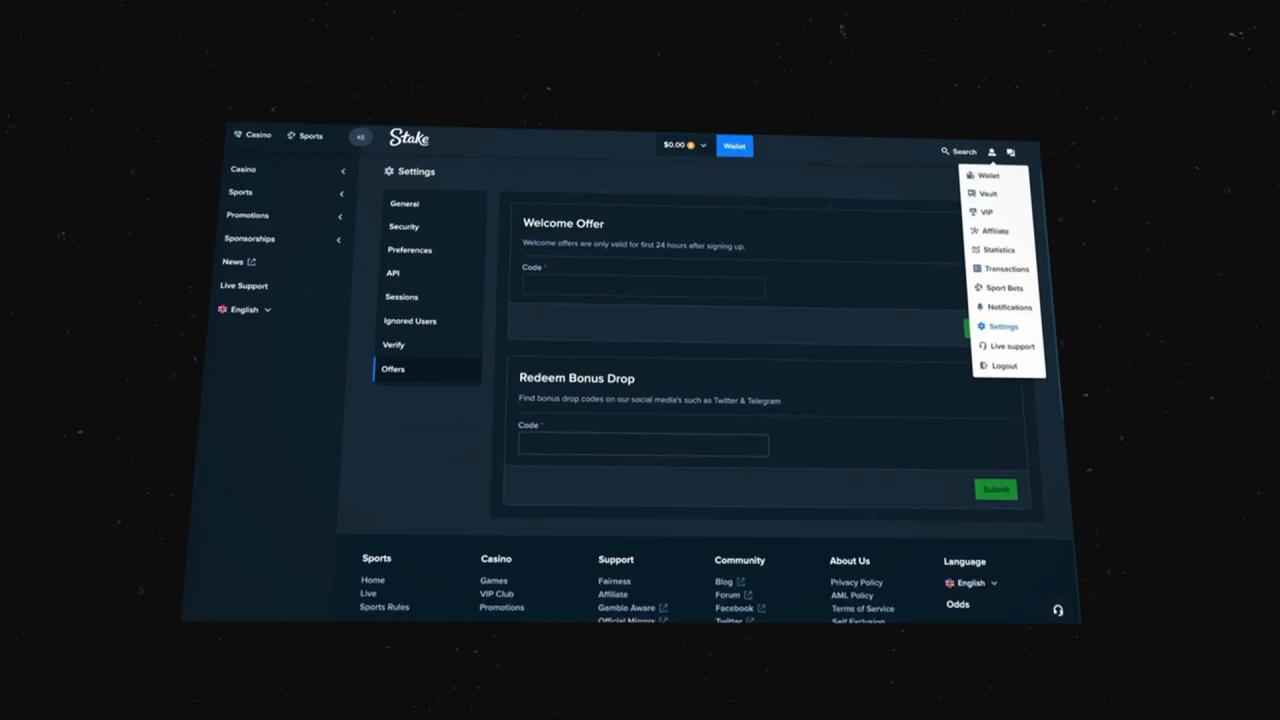 Casino
Sports
Stake
$0.00
Wallet
Search
Casino
Sports
Promotions
Sponsorships
News
Live Support
English
Settings
General
Security
Preferences
API
Sessions
Ignored Users
Verify
Offers
Welcome Offer
Welcome offers are only valid for first 24 hours after signing up.
Code *
Redeem Bonus Drop
Find bonus drop codes on our social media's such as Twitter & Telegram
Code *
Submit
Wallet
Vault
VIP
Affiliate
Statistics
Transactions
Sport Bets
Notifications
Settings
Live support
Logout
Sports
Home
Live
Sports Rules
Casino
Games
VIP Club
Promotions
Support
Fairness
Affiliate
Gamble Aware
Official Mirrors
Community
Blog
Forum
Facebook
Twitter
About Us
Privacy Policy
AML Policy
Terms of Service
Self Exclusion
Language
English
Odds